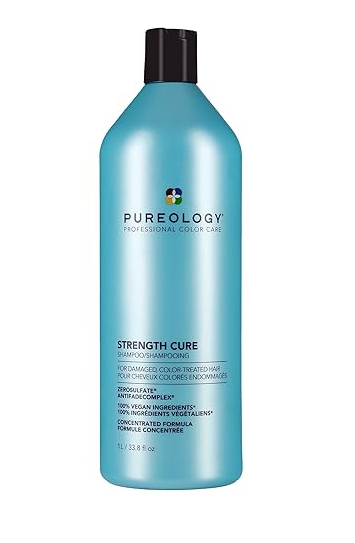 PUREOLOGY®
PROFESSIONAL COLOR CARE
STRENGTH CURE
SHAMPOO/SHAMPOOING
FOR DAMAGED, COLOR-TREATED HAIR
POUR CHEVEUX COLORÉS ENDOMMAGÉS
ZEROSULFATE®
ANTIFADECOMPLEX®
100% VEGAN INGREDIENTS*
100% INGRÉDIENTS VÉGÉTALIENS*
CONCENTRATED FORMULA
FORMULE CONCENTRÉE
1L / 33.8 fl oz